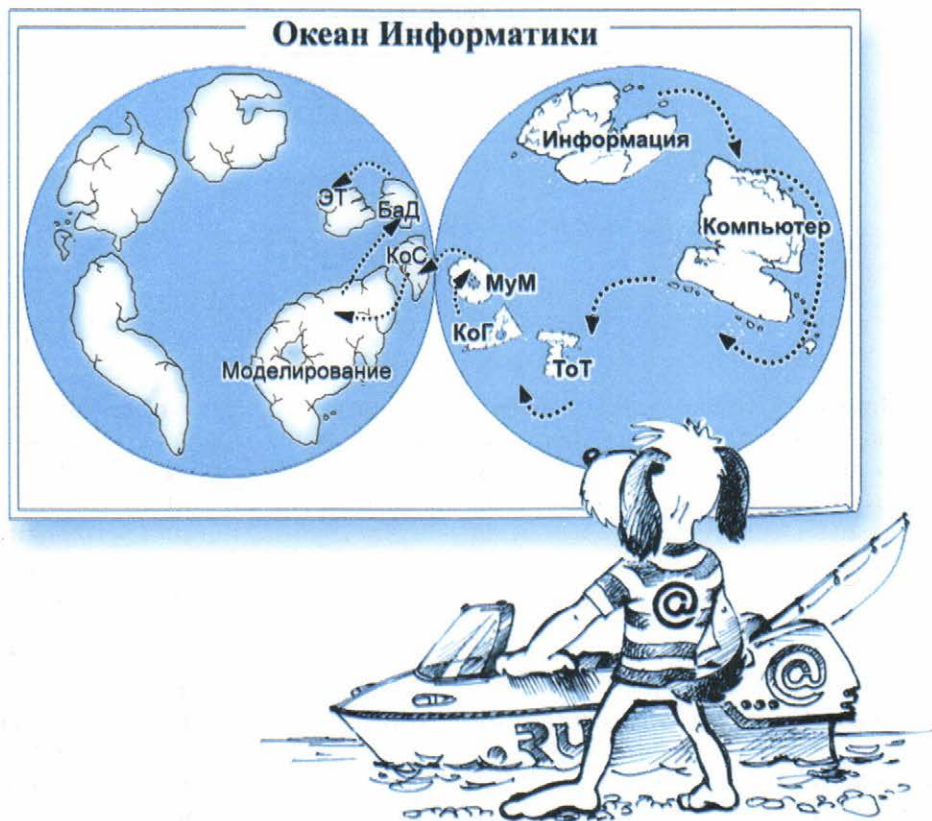 Океан Информатики
Информация
ЭТ
БаД
Компьютер
КоС
МуМ
КоГ
ТоТ
Моделирование
@
@
.RU